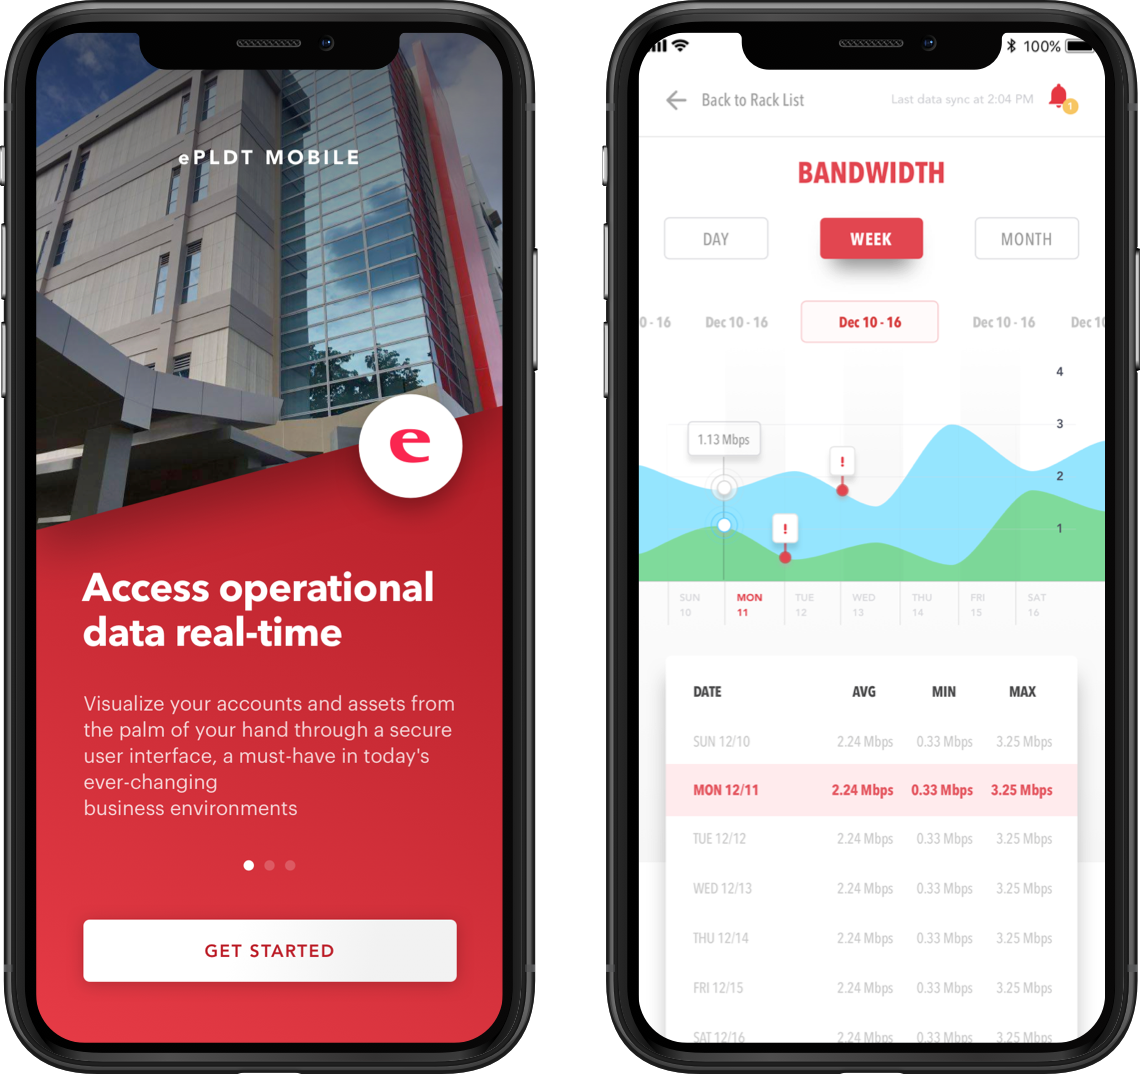 ePLDT MOBILE
e
Access operational
data real-time
Visualize your accounts and assets from
the palm of your hand through a secure
user interface, a must-have in today's
ever-changing
business environments
GET STARTED
100%
Back to Rack List Last data sync at 2:04 PM 1
BANDWIDTH
DAY WEEK MONTH
0 - 16 Dec 10 - 16 Dec 10 - 16 Dec 10 - 16 Dec 10
4
3
1.13 Mbps
!
2
!
1
SUN MON TUE WED THU FRI SAT
10 11 12 13 14 15 16
DATE AVG MIN MAX
SUN 12/10 2.24 Mbps 0.33 Mbps 3.25 Mbps
MON 12/11 2.24 Mbps 0.33 Mbps 3.25 Mbps
TUE 12/12 2.24 Mbps 0.33 Mbps 3.25 Mbps
WED 12/13 2.24 Mbps 0.33 Mbps 3.25 Mbps
THU 12/14 2.24 Mbps 0.33 Mbps 3.25 Mbps
FRI 12/15 2.24 Mbps 0.33 Mbps 3.25 Mbps
SAT 12/16 2.24 Mbps 0.33 Mbps 3.25 Mbps